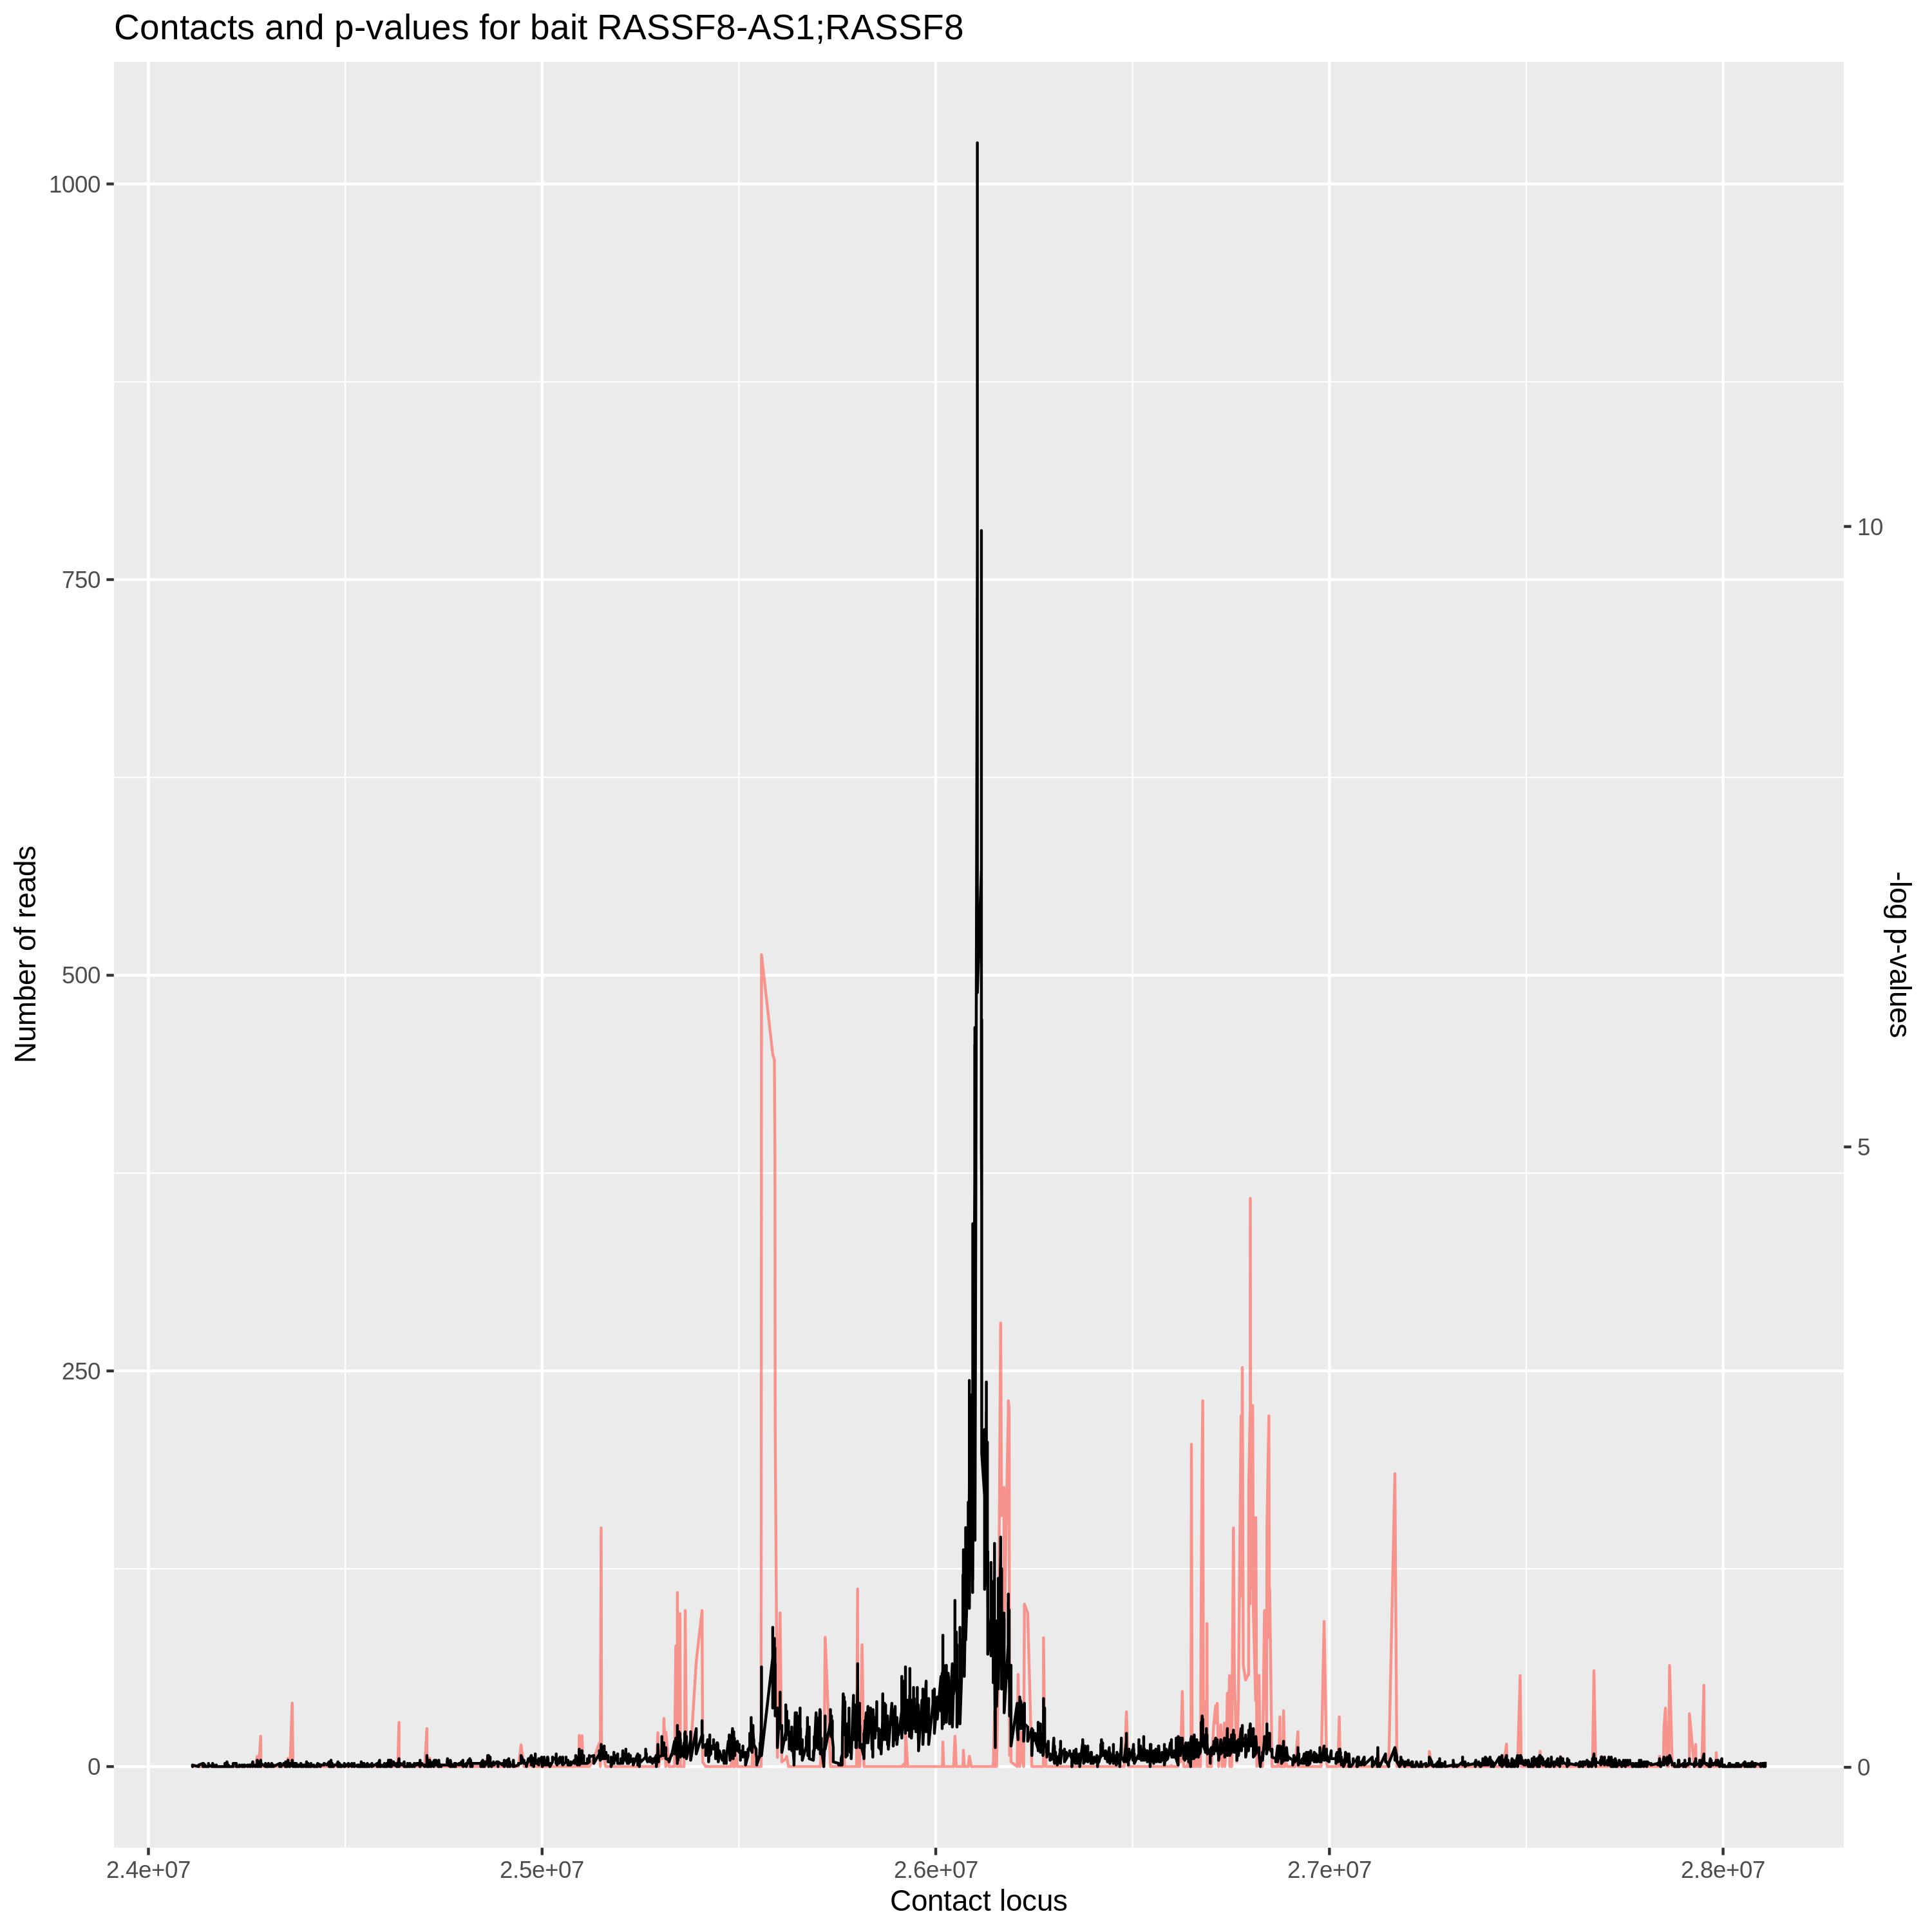 Contacts and p-values for bait RASSF8-AS1;RASSF8
1000
750
500
250
0
Number of reads
10
5
0
-log p-values
2.4e+07
2.5e+07
2.6e+07
2.7e+07
2.8e+07
Contact locus